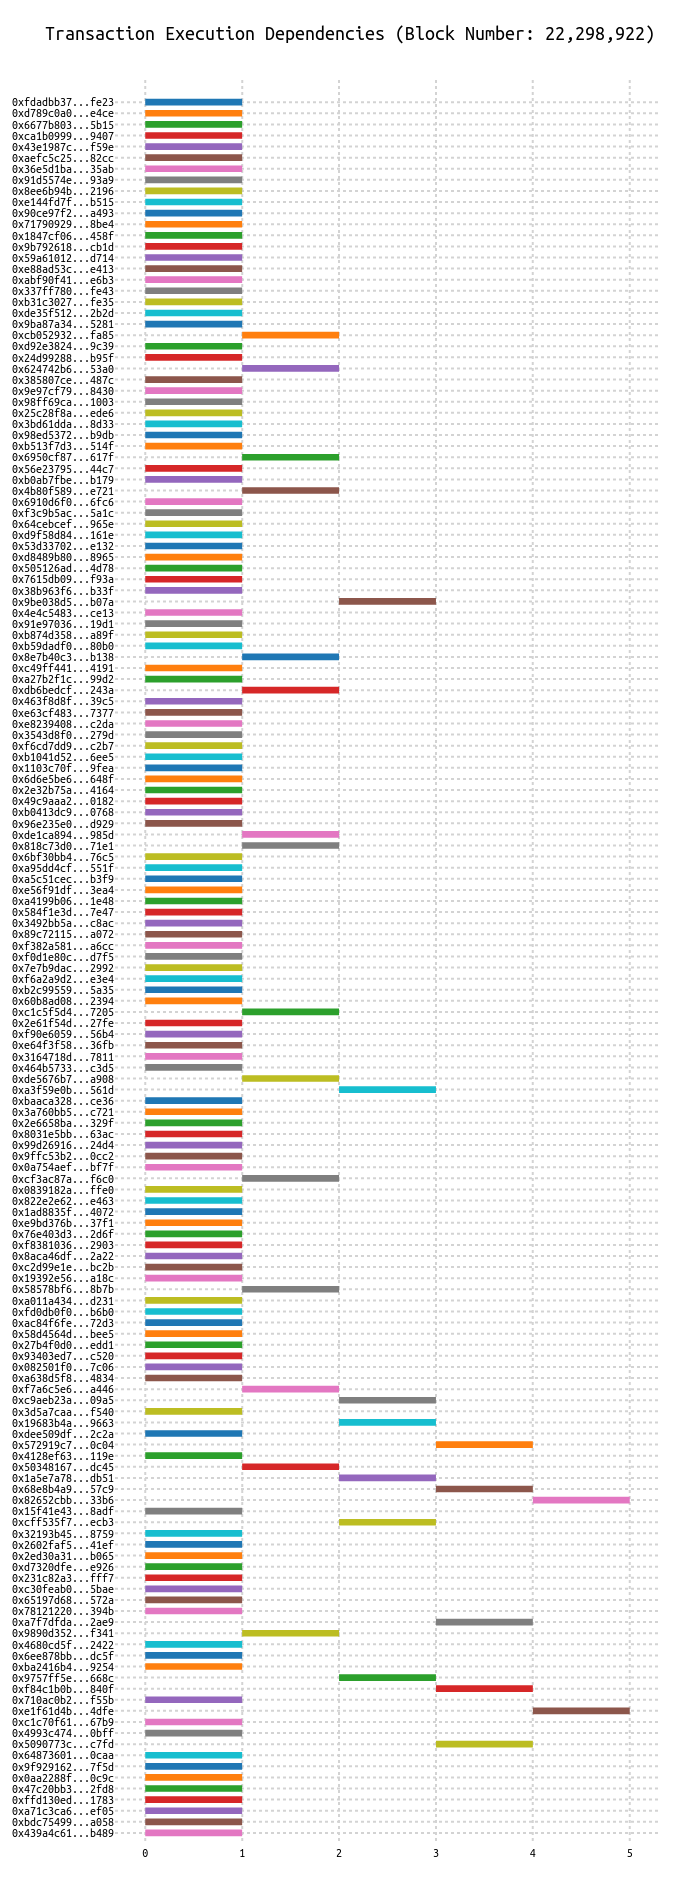 Transaction Execution Dependencies (Block Number: 22,298,922)
0xfdadbb37...fe23
0xd789c0a0...e4ce
0x6677b803...5b15
0xca1b0999...9407
0x43e1987c...f59e
0xaefc5c25...82cc
0x36e5d1ba...35ab
0x91d5574e...93a9
0x8ee6b94b...2196
0xe144fd7f...b515
0x90ce97f2...a493
0x71790929...8be4
0x1847cf06...458f
0x9b792618...cb1d
0x59a61012...d714
0xe88ad53c...e413
0xabf90f41...e6b3
0x337ff780...fe43
0xb31c3027...fe35
0xde35f512...2b2d
0x9ba87a34...5281
0xcb052932...fa85
0xd92e3824...9c39
0x24d99288...b95f
0x624742b6...53a0
0x385807ce...487c
0x9e97cf79...8430
0x98ff69ca...1003
0x25c28f8a...ede6
0x3bd61dda...8d33
0x98ed5372...b9db
0xb513f7d3...514f
0x6950cf87...617f
0x56e23795...44c7
0xb0ab7fbe...b179
0x4b80f589...e721
0x6910d6f0...6fc6
0xf3c9b5ac...5a1c
0x64cebcef...965e
0xd9f58d84...161e
0x53d33702...e132
0xd8489b80...8965
0x505126ad...4d78
0x7615db09...f93a
0x38b963f6...b33f
0x9be038d5...b07a
0x4e4c5483...ce13
0x91e97036...19d1
0xb874d358...a89f
0xb59dadf0...80b0
0x8e7b40c3...b138
0xc49ff441...4191
0xa27b2f1c...99d2
0xdb6bedcf...243a
0x463f8d8f...39c5
0xe63cf483...7377
0xe8239408...c2da
0x3543d8f0...279d
0xf6cd7dd9...c2b7
0xb1041d52...6ee5
0x1103c70f...9fea
0x6d6e5be6...648f
0x2e32b75a...4164
0x49c9aaa2...0182
0xb0413dc9...0768
0x96e235e0...d929
0xde1ca894...985d
0x818c73d0...71e1
0x6bf30bb4...76c5
0xa95dd4cf...551f
0xa5c51cec...b3f9
0xe56f91df...3ea4
0xa4199b06...1e48
0x584f1e3d...7e47
0x3492bb5a...c8ac
0x89c72115...a072
0xf382a581...a6cc
0xf0d1e80c...d7f5
0x7e7b9dac...2992
0xf6a2a9d2...e3e4
0xb2c99559...5a35
0x60b8ad08...2394
0xc1c5f5d4...7205
0x2e61f54d...27fe
0xf90e6059...56b4
0xe64f3f58...36fb
0x3164718d...7811
0x464b5733...c3d5
0xde5676b7...a908
0xa3f59e0b...561d
0xbaaca328...ce36
0x3a760bb5...c721
0x2e6658ba...329f
0x8031e5bb...63ac
0x99d26916...24d4
0x9ffc53b2...0cc2
0x0a754aef...bf7f
0xcf3ac87a...f6c0
0x0839182a...ffe0
0x822e2e62...e463
0x1ad8835f...4072
0xe9bd376b...37f1
0x76e403d3...2d6f
0xf8381036...2903
0x8aca46df...2a22
0xc2d99e1e...bc2b
0x19392e56...a18c
0x58578bf6...8b7b
0xa011a434...d231
0xfd0db0f0...b6b0
0xac84f6fe...72d3
0x58d4564d...bee5
0x27b4f0d0...edd1
0x93403ed7...c520
0x082501f0...7c06
0xa638d5f8...4834
0xf7a6c5e6...a446
0xc9aeb23a...09a5
0x3d5a7caa...f540
0x19683b4a...9663
0xdee509df...2c2a
0x572919c7...0c04
0x4128ef63...119e
0x50348167...dc45
0x1a5e7a78...db51
0x68e8b4a9...57c9
0x82652cbb...33b6
0x15f41e43...8adf
0xcff535f7...ecb3
0x32193b45...8759
0x2602faf5...41ef
0x2ed30a31...b065
0xd7320dfe...e926
0x231c82a3...fff7
0xc30feab0...5bae
0x65197d68...572a
0x78121220...394b
0xa7f7dfda...2ae9
0x9890d352...f341
0x4680cd5f...2422
0x6ee878bb...dc5f
0xba2416b4...9254
0x9757ff5e...668c
0xf84c1b0b...840f
0x710ac0b2...f55b
0xe1f61d4b...4dfe
0xc1c70f61...67b9
0x4993c474...0bff
0x5090773c...c7fd
0x64873601...0caa
0x9f929162...7f5d
0x0aa2288f...0c9c
0x47c20bb3...2fd8
0xffd130ed...1783
0xa71c3ca6...ef05
0xbdc75499...a058
0x439a4c61...b489
0 1 2 3 4 5